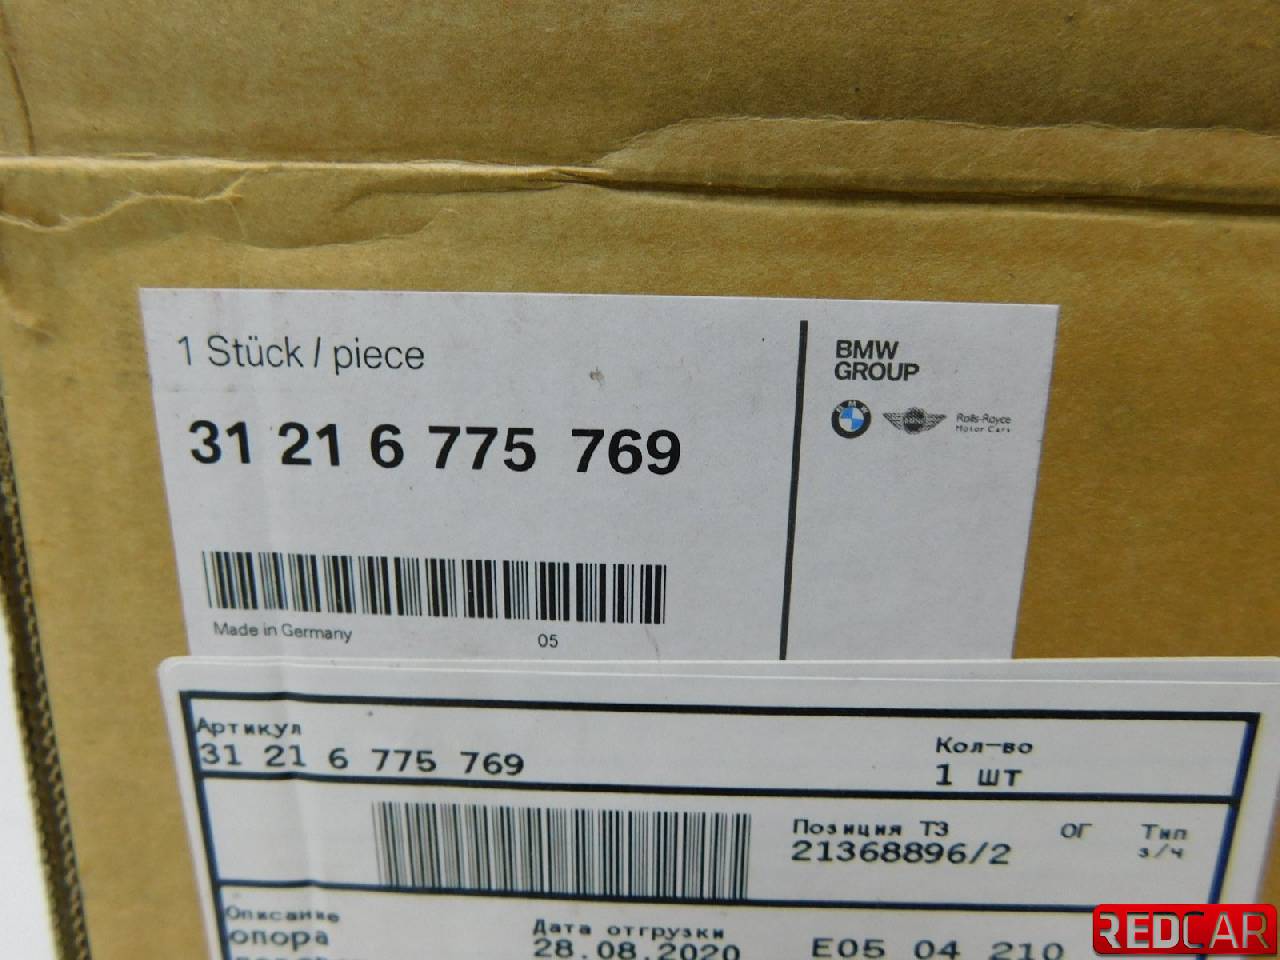 1 Stück / piece
31 21 6 775 769
Made in Germany
05
BMW
GROUP
BMW
MINI
Rolls-Royce
Motor Cars
Артикул
31 21 6 775 769
Кол-во
1 шт
Позиция ТЗ
21368896/2
ОГ
Тип
з/ч
Описание
опора
Дата отгрузки
28.08.2020
E05 04 210
REDCAR